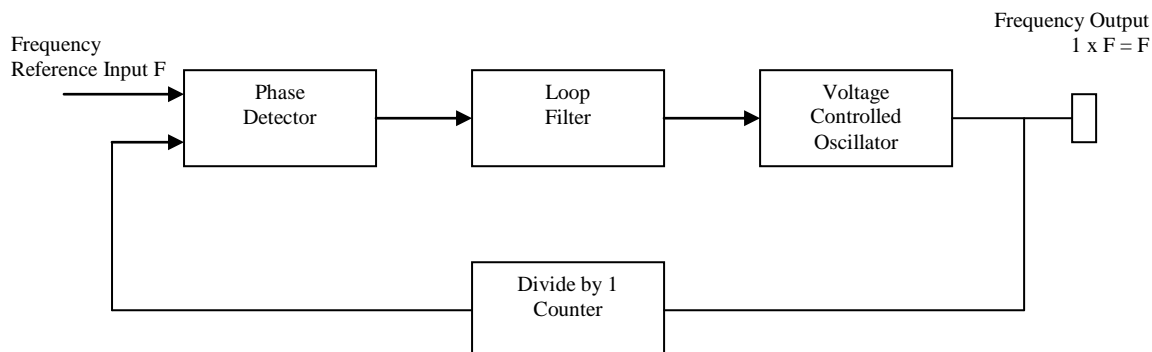 Frequency Output
1 x F = F
Frequency
Reference Input F
Phase
Detector
Loop
Filter
Voltage
Controlled
Oscillator
Divide by 1
Counter